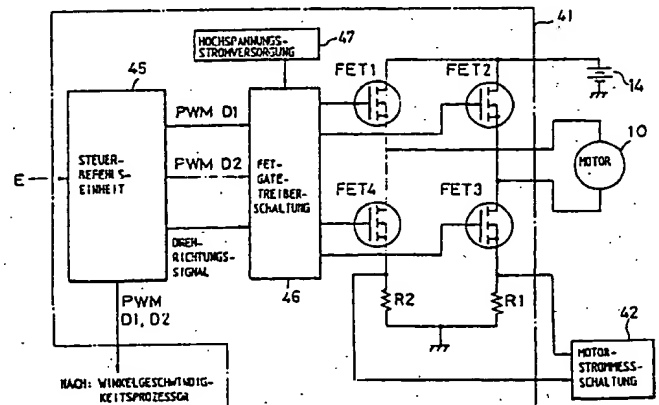 HOCHSPANNUNGS-
STROMVERSORGUNG
47
41
45
FET1
FET2
14
PWM D1
10
STEUER-
BEFEHLS-
EINHEIT
E
PWM D2
FET-
GATE-
TREIBER-
SCHALTUNG
MOTOR
FET4
FET3
DREH-
RICHTUNGS-
SIGNAL
46
R2
R1
42
PWM
D1, D2
MOTOR-
STROMMESS-
SCHALTUNG
NACH: WINKELGESCHWINDIG-
KEITSPROZESSOR